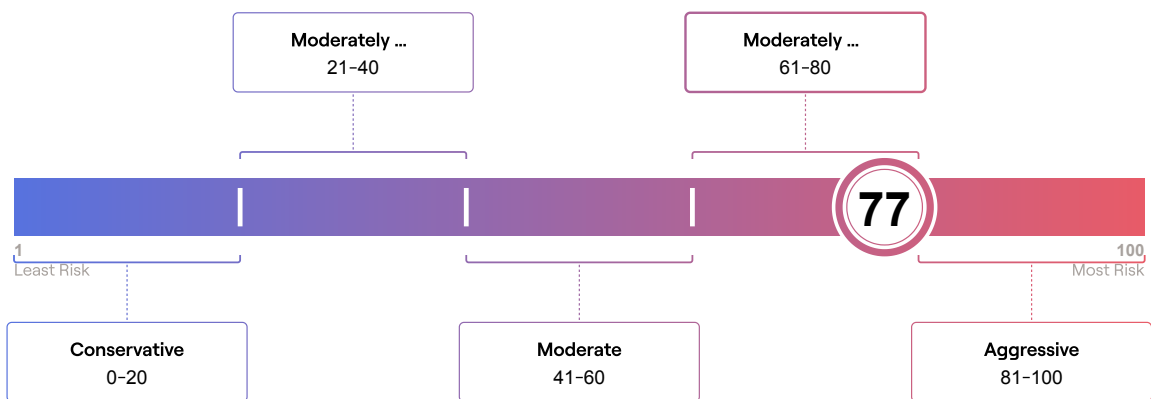 Moderately ...
21–40
Moderately ...
61–80
77
1
100
Least Risk
Most Risk
Conservative
0–20
Moderate
41–60
Aggressive
81–100